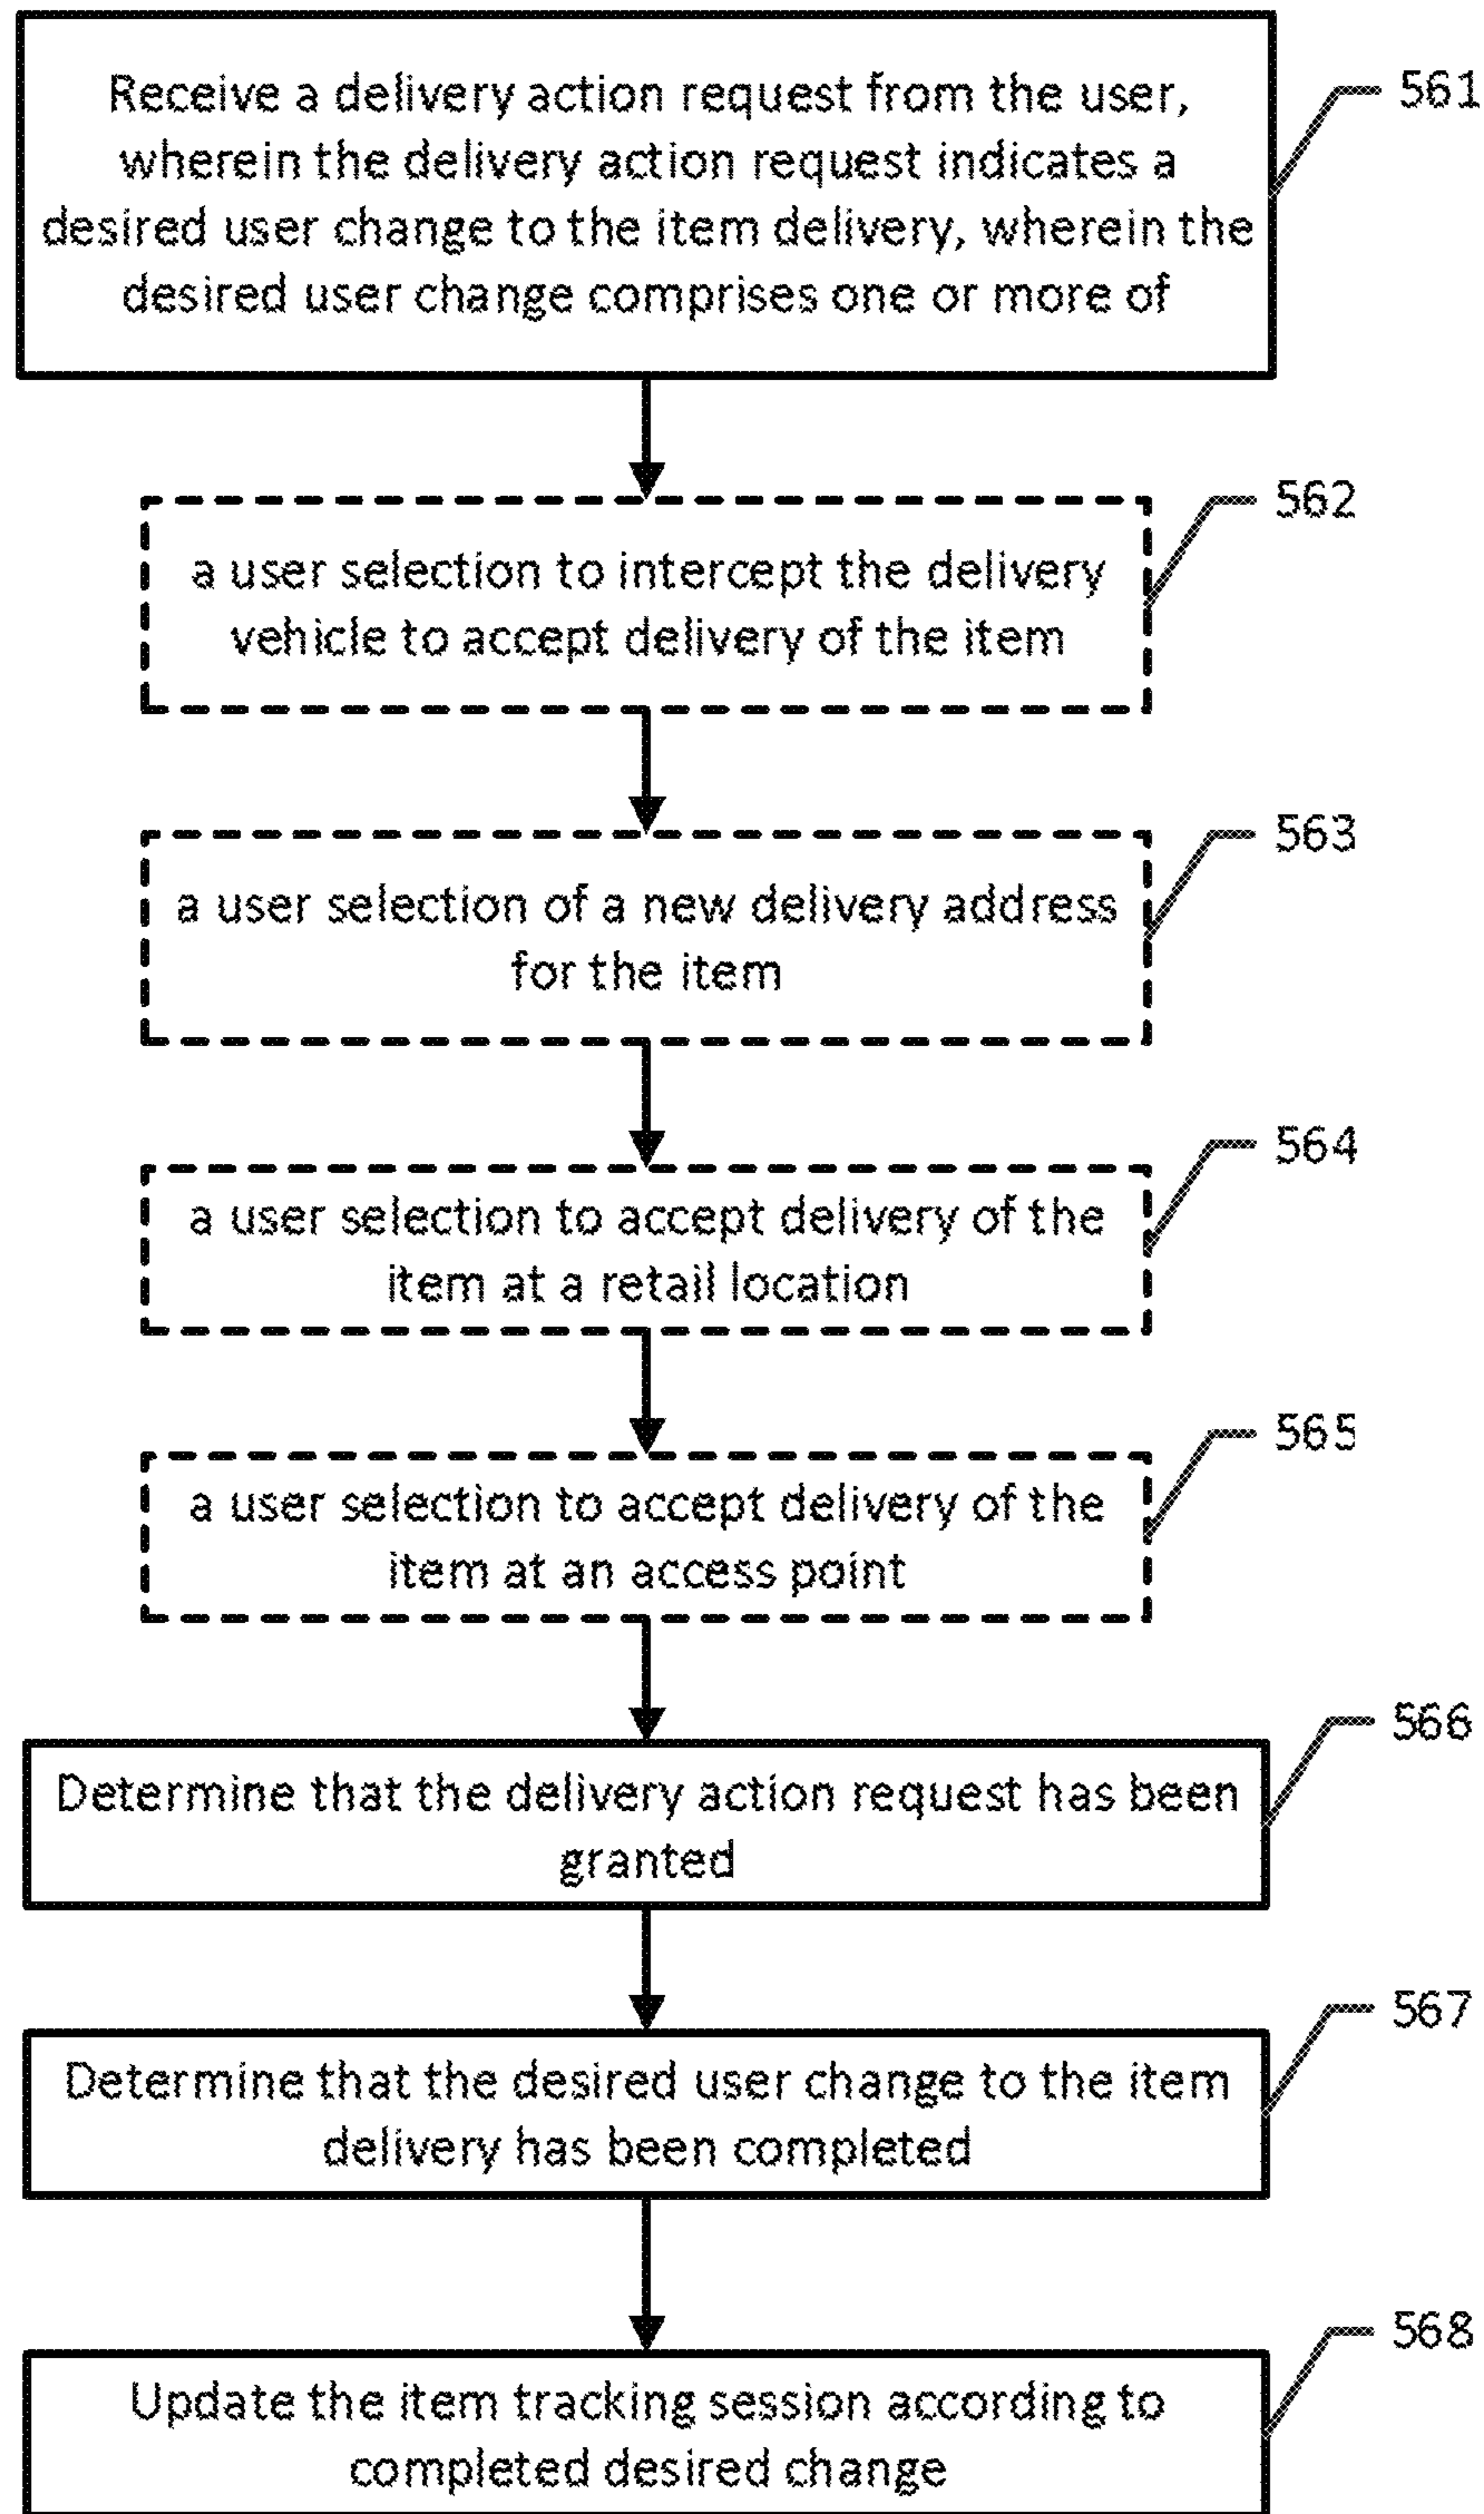 Receive a delivery action request from the user,
wherein the delivery action request indicates a
desired user change to the item delivery, wherein the
desired user change comprises one or more of
561
a user selection to intercept the delivery
vehicle to accept delivery of the item
562
a user selection of a new delivery address
for the item
563
a user selection to accept delivery of the
item at a retail location
564
a user selection to accept delivery of the
item at an access point
565
Determine that the delivery action request has been
granted
566
Determine that the desired user change to the item
delivery has been completed
567
Update the item tracking session according to
completed desired change
568